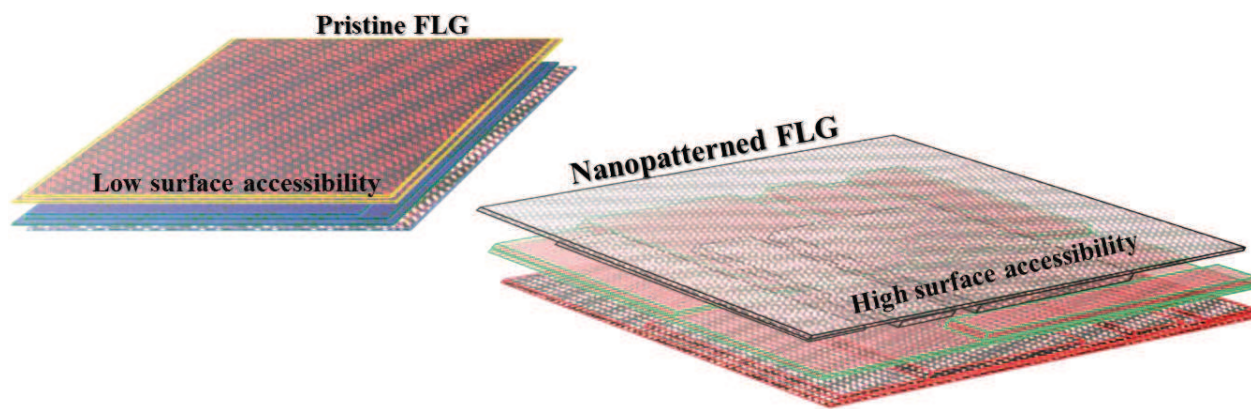 Pristine FLG
Low surface accessibility
Nanopatterned FLG
High surface accessibility